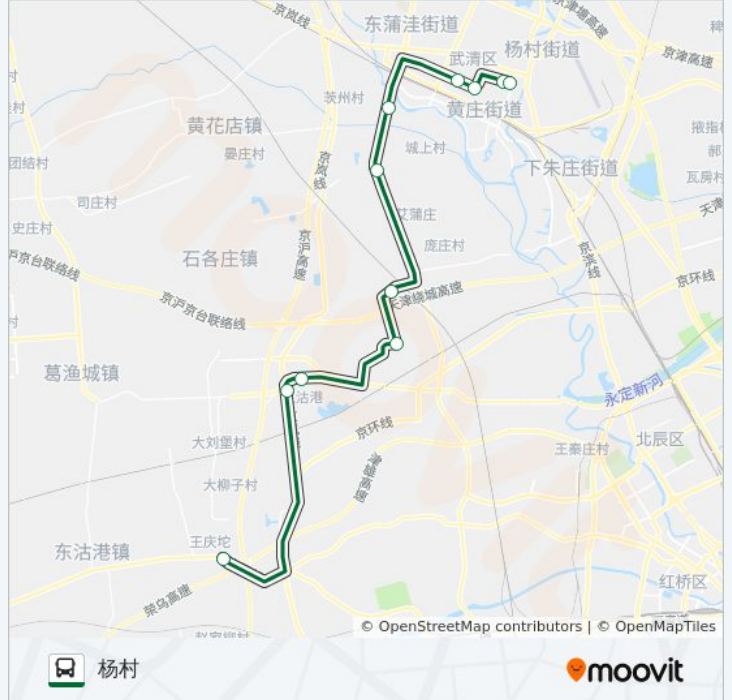 京岚线
东蒲洼街道
京津塘高速
武清区
杨村街道
京津高速
茨州村
黄庄街道
黄花店镇
晏庄村
城上村
京岚线
团结村
下朱庄街道
司庄村
瓦房村
艾蒲庄
史庄村
庞庄村
京沪高速
石各庄镇
京滨线
京环线
京沪京台联络线
天津绕城高速
葛渔城镇
永定新河
沽港
京环线
大刘堡村
北辰区
王秦庄村
津雄高速
大柳子村
王庆坨
东沽港镇
红桥区
荣乌高速
© OpenStreetMap contributors | © OpenMapTiles
杨村
moovit